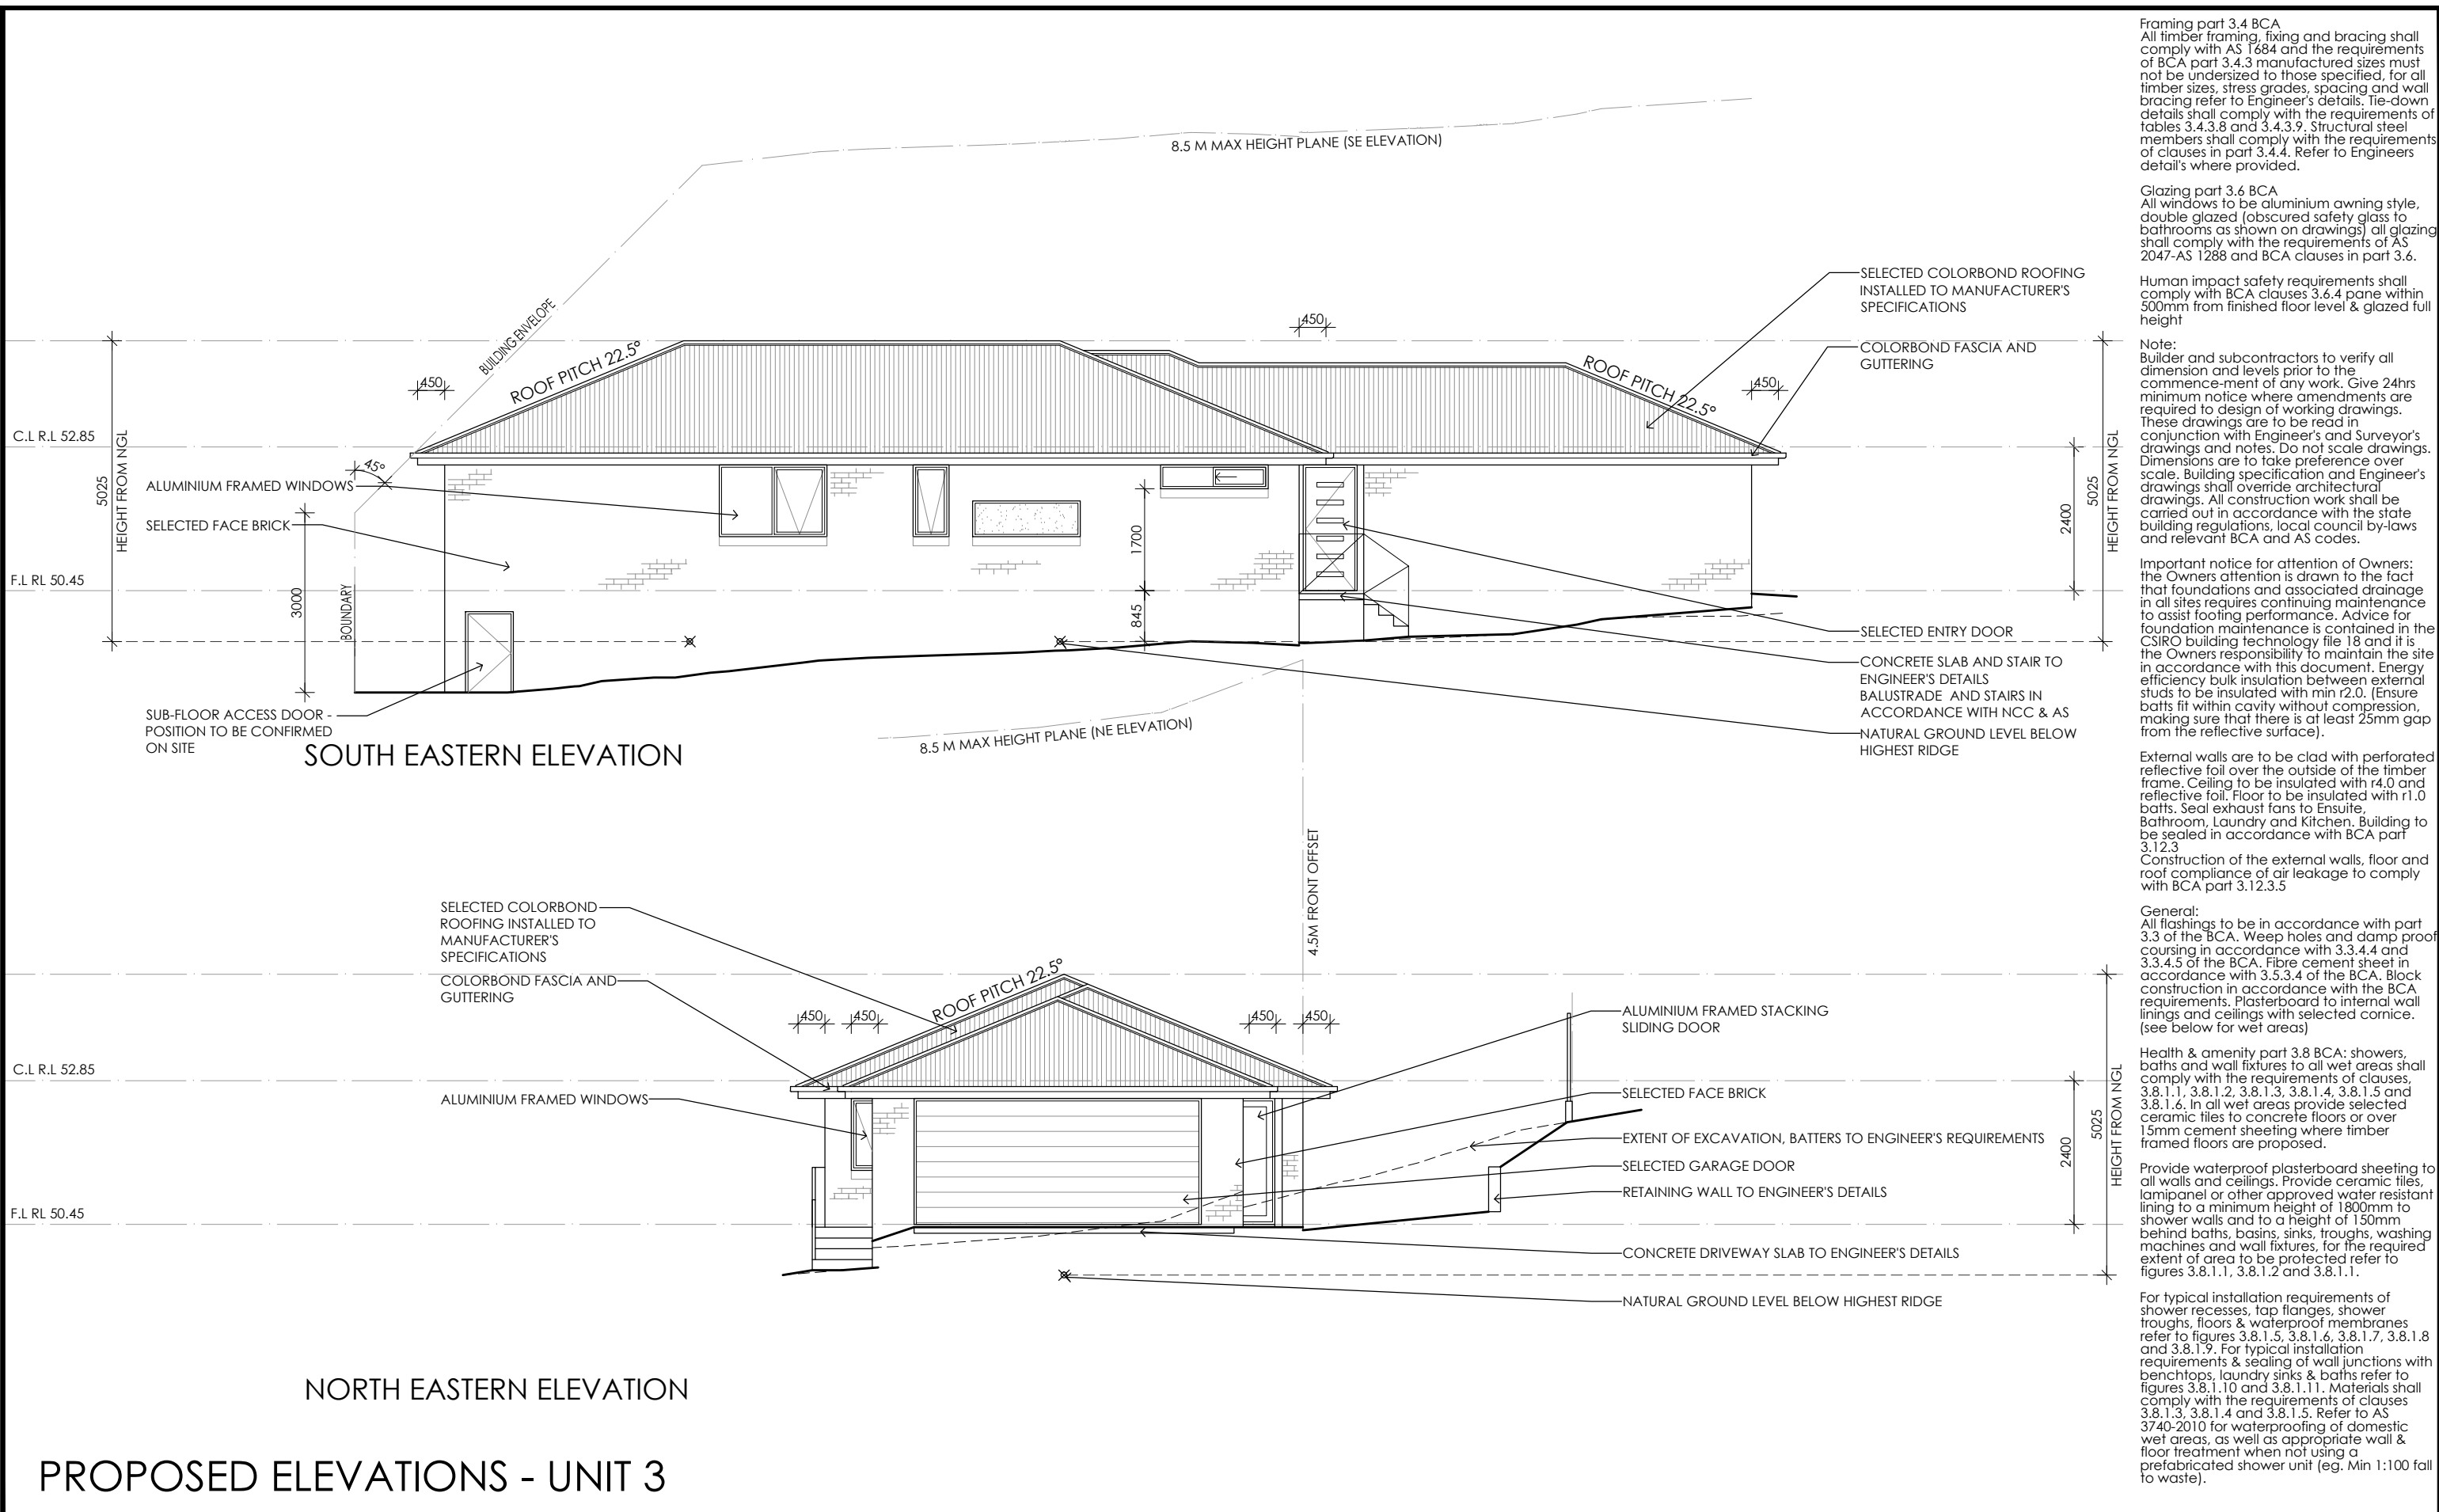 8.5 M MAX HEIGHT PLANE (SE ELEVATION)
BUILDING ENVELOPE
ROOF PITCH 22.5°
ROOF PITCH 22.5°
450
450
450
SELECTED COLORBOND ROOFING
INSTALLED TO MANUFACTURER'S
SPECIFICATIONS
COLORBOND FASCIA AND
GUTTERING
C.L R.L 52.85
5025
HEIGHT FROM NGL
45°
ALUMINIUM FRAMED WINDOWS
SELECTED FACE BRICK
F.L RL 50.45
3000
BOUNDARY
1700
845
2400
5025
HEIGHT FROM NGL
SELECTED ENTRY DOOR
CONCRETE SLAB AND STAIR TO
ENGINEER'S DETAILS
BALUSTRADE AND STAIRS IN
ACCORDANCE WITH NCC & AS
NATURAL GROUND LEVEL BELOW
HIGHEST RIDGE
SUB-FLOOR ACCESS DOOR -
POSITION TO BE CONFIRMED
ON SITE
SOUTH EASTERN ELEVATION
8.5 M MAX HEIGHT PLANE (NE ELEVATION)
4.5M FRONT OFFSET
SELECTED COLORBOND
ROOFING INSTALLED TO
MANUFACTURER'S
SPECIFICATIONS
COLORBOND FASCIA AND
GUTTERING
ROOF PITCH 22.5°
450
450
450
450
ALUMINIUM FRAMED STACKING
SLIDING DOOR
C.L R.L 52.85
ALUMINIUM FRAMED WINDOWS
SELECTED FACE BRICK
EXTENT OF EXCAVATION, BATTERS TO ENGINEER'S REQUIREMENTS
SELECTED GARAGE DOOR
RETAINING WALL TO ENGINEER'S DETAILS
2400
5025
HEIGHT FROM NGL
F.L RL 50.45
CONCRETE DRIVEWAY SLAB TO ENGINEER'S DETAILS
NATURAL GROUND LEVEL BELOW HIGHEST RIDGE
NORTH EASTERN ELEVATION
PROPOSED ELEVATIONS - UNIT 3
Framing part 3.4 BCA
All timber framing, fixing and bracing shall
comply with AS 1684 and the requirements
of BCA part 3.4.3 manufactured sizes must
not be undersized to those specified, for all
timber sizes, stress grades, spacing and wall
bracing refer to Engineer's details. Tie-down
details shall comply with the requirements of
tables 3.4.3.8 and 3.4.3.9. Structural steel
members shall comply with the requirements
of clauses in part 3.4.4. Refer to Engineers
detail's where provided.
Glazing part 3.6 BCA
All windows to be aluminium awning style,
double glazed (obscured safety glass to
bathrooms as shown on drawings) all glazing
shall comply with the requirements of AS
2047-AS 1288 and BCA clauses in part 3.6.
Human impact safety requirements shall
comply with BCA clauses 3.6.4 pane within
500mm from finished floor level & glazed full
height
Note:
Builder and subcontractors to verify all
dimension and levels prior to the
commence-ment of any work. Give 24hrs
minimum notice where amendments are
required to design of working drawings.
These drawings are to be read in
conjunction with Engineer's and Surveyor's
drawings and notes. Do not scale drawings.
Dimensions are to take preference over
scale. Building specification and Engineer's
drawings shall override architectural
drawings. All construction work shall be
carried out in accordance with the state
building regulations, local council by-laws
and relevant BCA and AS codes.
Important notice for attention of Owners:
the Owners attention is drawn to the fact
that foundations and associated drainage
in all sites requires continuing maintenance
to assist footing performance. Advice for
foundation maintenance is contained in the
CSIRO building technology file 18 and it is
the Owners responsibility to maintain the site
in accordance with this document. Energy
efficiency bulk insulation between external
studs to be insulated with min r2.0. (Ensure
batts fit within cavity without compression,
making sure that there is at least 25mm gap
from the reflective surface).
External walls are to be clad with perforated
reflective foil over the outside of the timber
frame. Ceiling to be insulated with r4.0 and
reflective foil. Floor to be insulated with r1.0
batts. Seal exhaust fans to Ensuite,
Bathroom, Laundry and Kitchen. Building to
be sealed in accordance with BCA part
3.12.3
Construction of the external walls, floor and
roof compliance of air leakage to comply
with BCA part 3.12.3.5
General:
All flashings to be in accordance with part
3.3 of the BCA. Weep holes and damp proof
coursing in accordance with 3.3.4.4 and
3.3.4.5 of the BCA. Fibre cement sheet in
accordance with 3.5.3.4 of the BCA. Block
construction in accordance with the BCA
requirements. Plasterboard to internal wall
linings and ceilings with selected cornice.
(see below for wet areas)
Health & amenity part 3.8 BCA: showers,
baths and wall fixtures to all wet areas shall
comply with the requirements of clauses,
3.8.1.1, 3.8.1.2, 3.8.1.3, 3.8.1.4, 3.8.1.5 and
3.8.1.6. In all wet areas provide selected
ceramic tiles to concrete floors or over
15mm cement sheeting where timber
framed floors are proposed.
Provide waterproof plasterboard sheeting to
all walls and ceilings. Provide ceramic tiles,
lamipanel or other approved water resistant
lining to a minimum height of 1800mm to
shower walls and to a height of 150mm
behind baths, basins, sinks, troughs, washing
machines and wall fixtures, for the required
extent of area to be protected refer to
figures 3.8.1.1, 3.8.1.2 and 3.8.1.1.
For typical installation requirements of
shower recesses, tap flanges, shower
troughs, floors & waterproof membranes
refer to figures 3.8.1.5, 3.8.1.6, 3.8.1.7, 3.8.1.8
and 3.8.1.9. For typical installation
requirements & sealing of wall junctions with
benchtops, laundry sinks & baths refer to
figures 3.8.1.10 and 3.8.1.11. Materials shall
comply with the requirements of clauses
3.8.1.3, 3.8.1.4 and 3.8.1.5. Refer to AS
3740-2010 for waterproofing of domestic
wet areas, as well as appropriate wall &
floor treatment when not using a
prefabricated shower unit (eg. Min 1:100 fall
to waste).